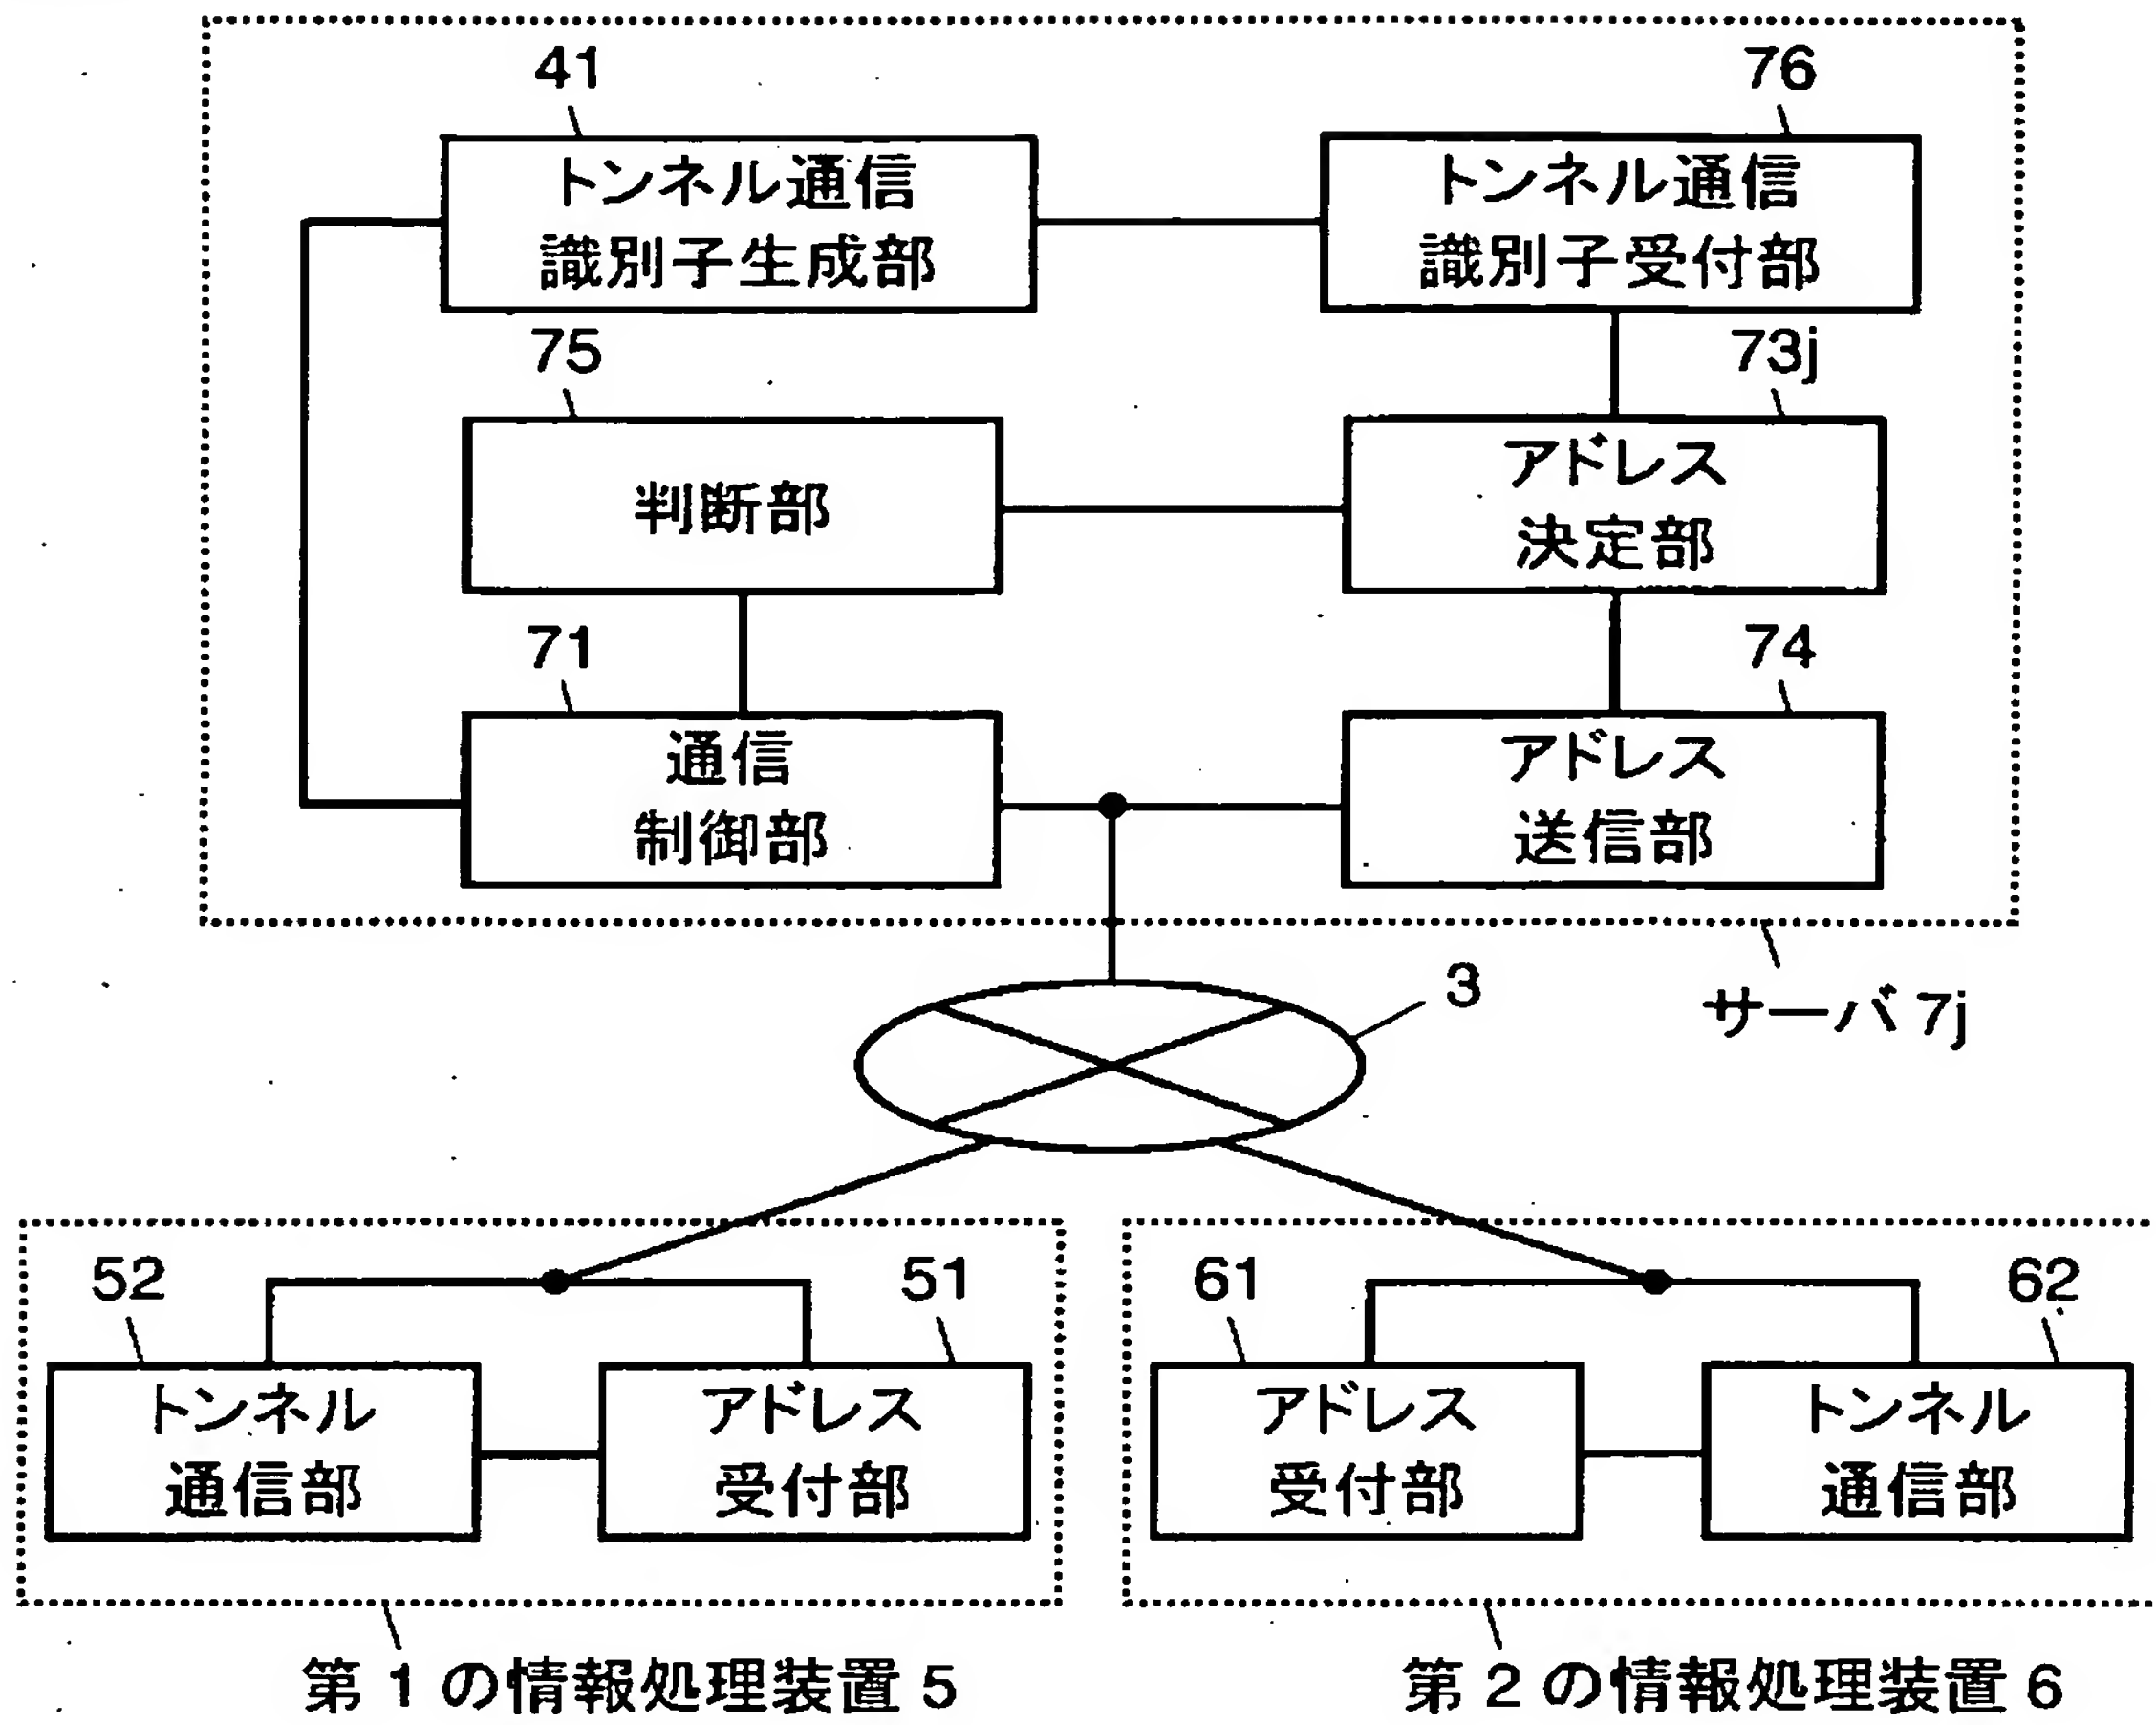 41
76
トンネル通信
識別子生成部
トンネル通信
識別子受付部
75
73j
判断部
アドレス
決定部
71
74
通信
制御部
アドレス
送信部
3
サーバ 7j
52
51
61
62
トンネル
通信部
アドレス
受付部
アドレス
受付部
トンネル
通信部
第1の情報処理装置5
第2の情報処理装置6